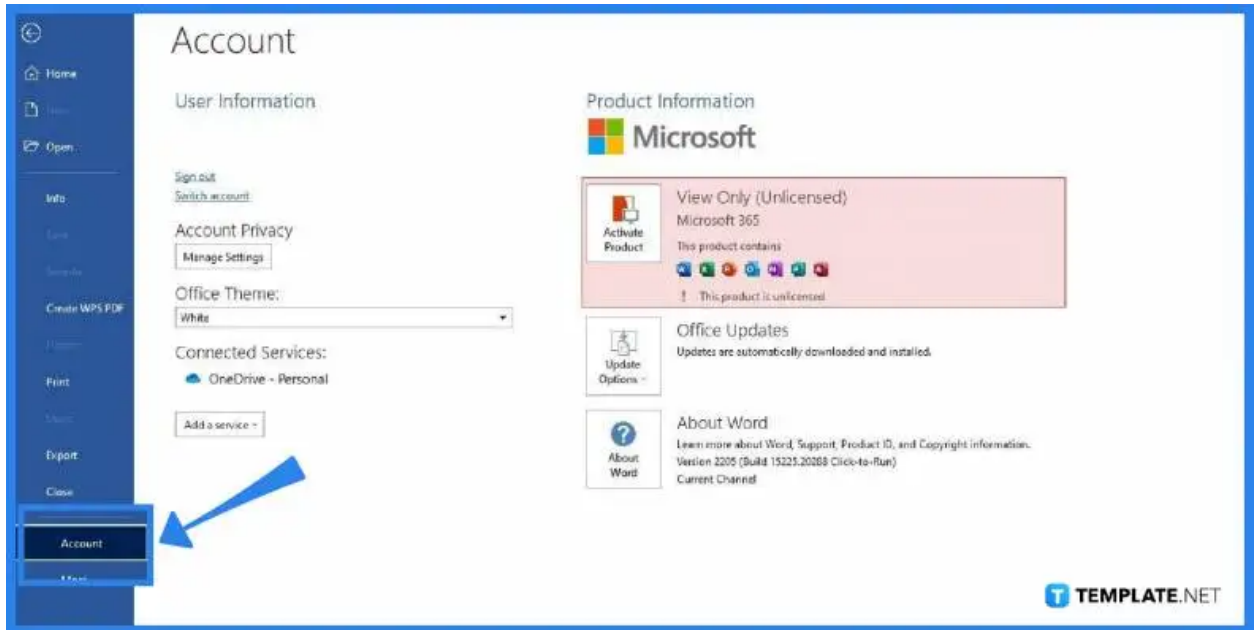 Account
Home
Open
Info
Create WPS PDF
Print
Export
Close
Account
User Information
Sign out
Switch account
Account Privacy
Manage Settings
Office Theme:
White
Connected Services:
OneDrive - Personal
Add a service
Product Information
Microsoft
Activate
Product
View Only (Unlicensed)
Microsoft 365
This product contains
! This product is unlicensed
Update
Options
Office Updates
Updates are automatically downloaded and installed.
About
Word
About Word
Learn more about Word, Support, Product ID, and Copyright information.
Version 2205 (Build 15225.20288 Click-to-Run)
Current Channel
T TEMPLATE.NET